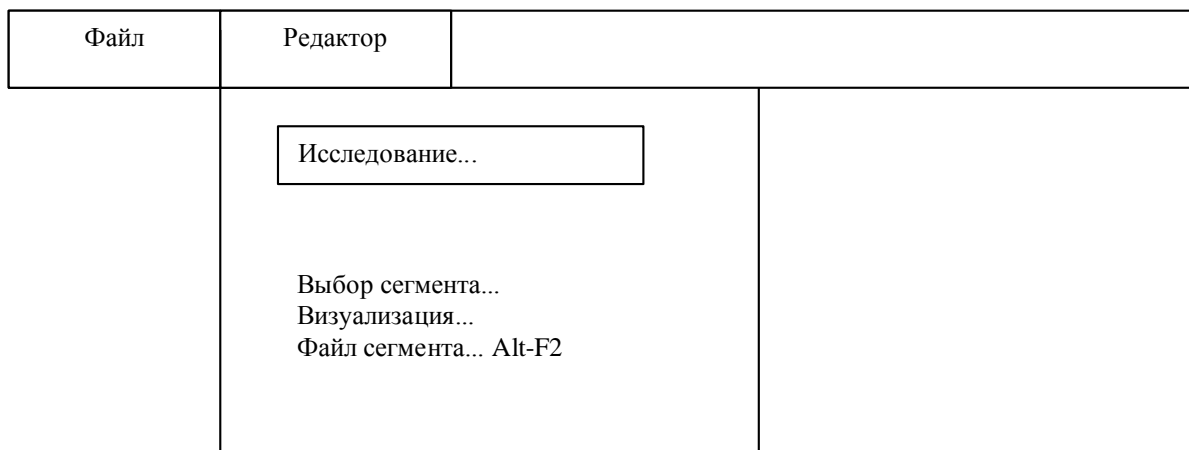 Файл Редактор
Исследование...
Выбор сегмента...
Визуализация...
Файл сегмента... Alt-F2